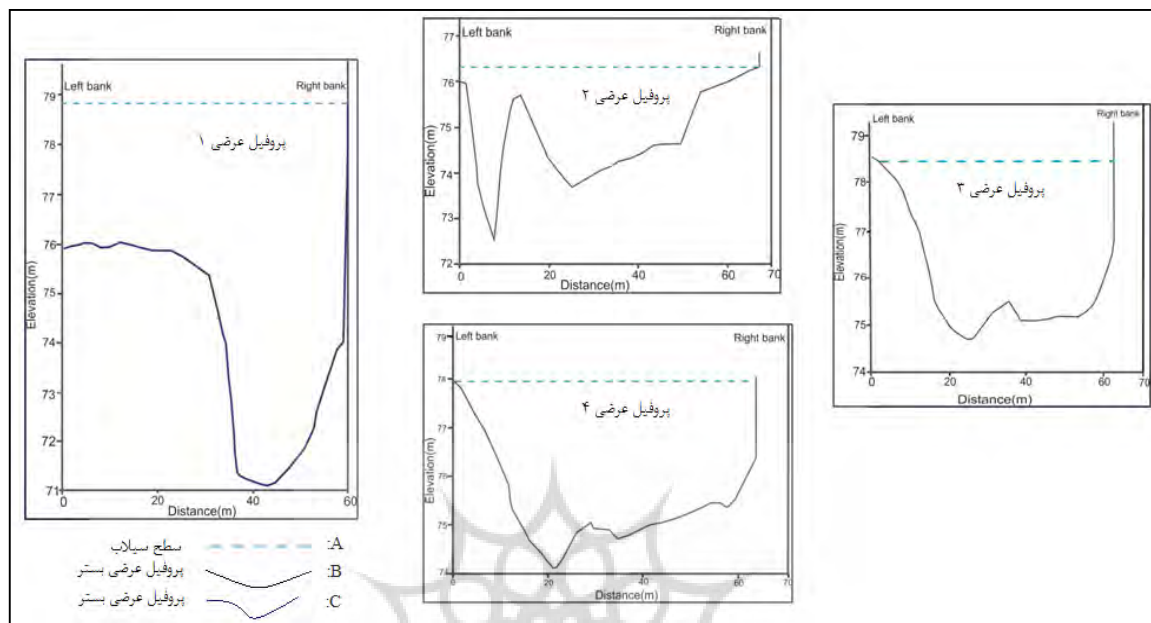 Left bank
Right bank
پروفیل عرضی ۱
79
78
77
76
75
74
73
72
71
Elevation(m)
0
20
40
60
Distance(m)
Left bank
Right bank
پروفیل عرضی ۲
77
76
75
74
73
72
Elevation(m)
0
20
40
60
70
Distance(m)
Left bank
Right bank
پروفیل عرضی ۳
79
78
77
76
75
74
Elevation(m)
0
20
40
60
70
Distance(m)
Left bank
Right bank
پروفیل عرضی ۴
79
78
77
78
75
74
Elevation(m)
0
20
40
60
70
Distance(m)
A: سطح سیلاب
B: پروفیل عرضی بستر
C: پروفیل عرضی بستر